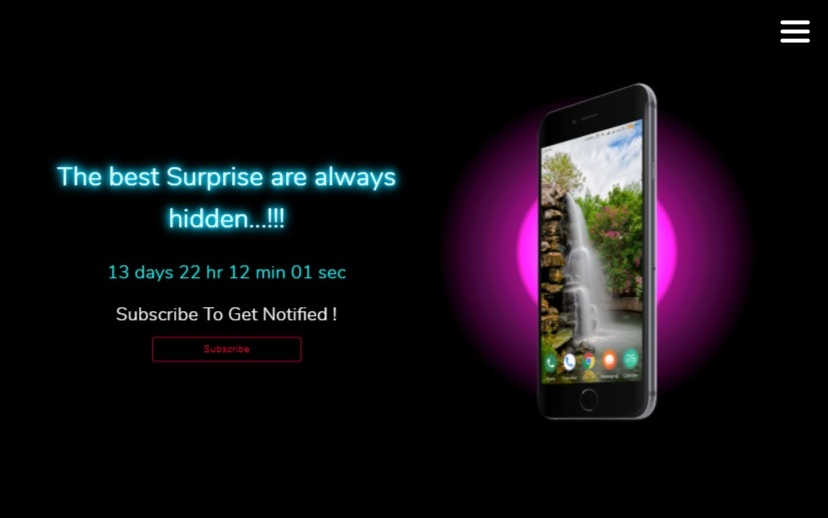 The best Surprise are always
hidden...!!!
13 days 22 hr 12 min 01 sec
Subscribe To Get Notified !
Subscribe